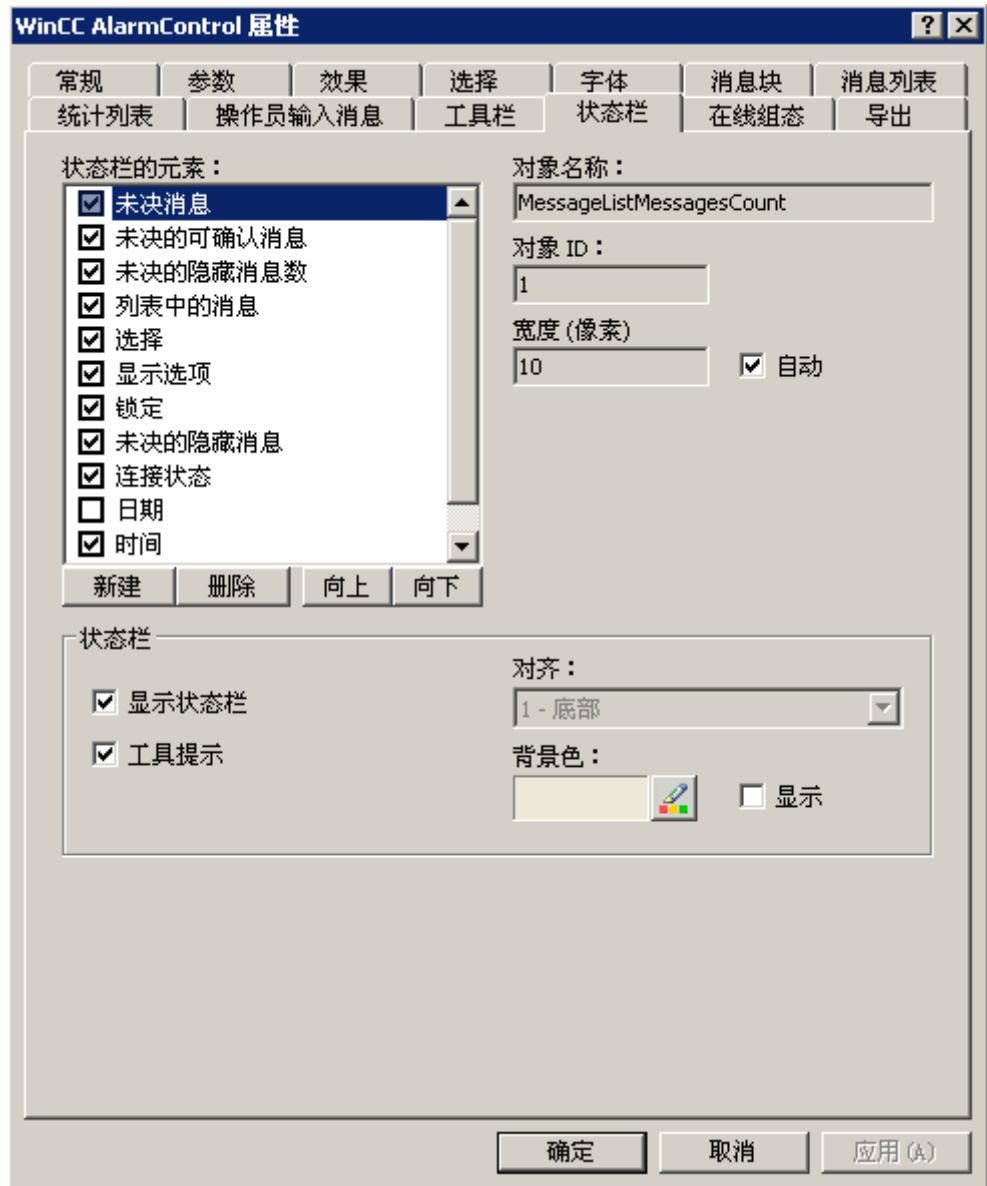 WinCC AlarmControl 属性
常规 参数 效果 选择 字体 消息块 消息列表
统计列表 操作员输入消息 工具栏 状态栏 在线组态 导出
状态栏的元素：
未决消息
未决的可确认消息
未决的隐藏消息数
列表中的消息
选择
显示选项
锁定
未决的隐藏消息
连接状态
日期
时间
新建 删除 向上 向下
对象名称：
MessageListMessagesCount
对象 ID：
1
宽度 (像素)
10 自动
状态栏
显示状态栏
工具提示
对齐：
1 - 底部
背景色：
显示
确定 取消 应用 (A)